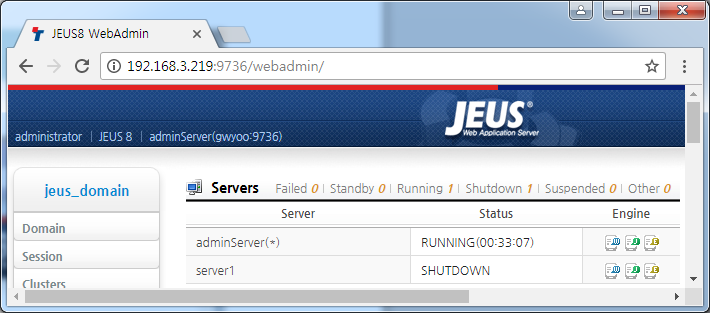 JEUS8 WebAdmin
192.168.3.219:9736/webadmin/
JEUS®
Web Application Server
administrator | JEUS 8 | adminServer(gwyoo:9736)
jeus_domain
Domain
Session
Clusters
Servers Failed 0 | Standby 0 | Running 1 | Shutdown 1 | Suspended 0 | Other 0
Server Status Engine
adminServer(*) RUNNING(00:33:07)
server1 SHUTDOWN